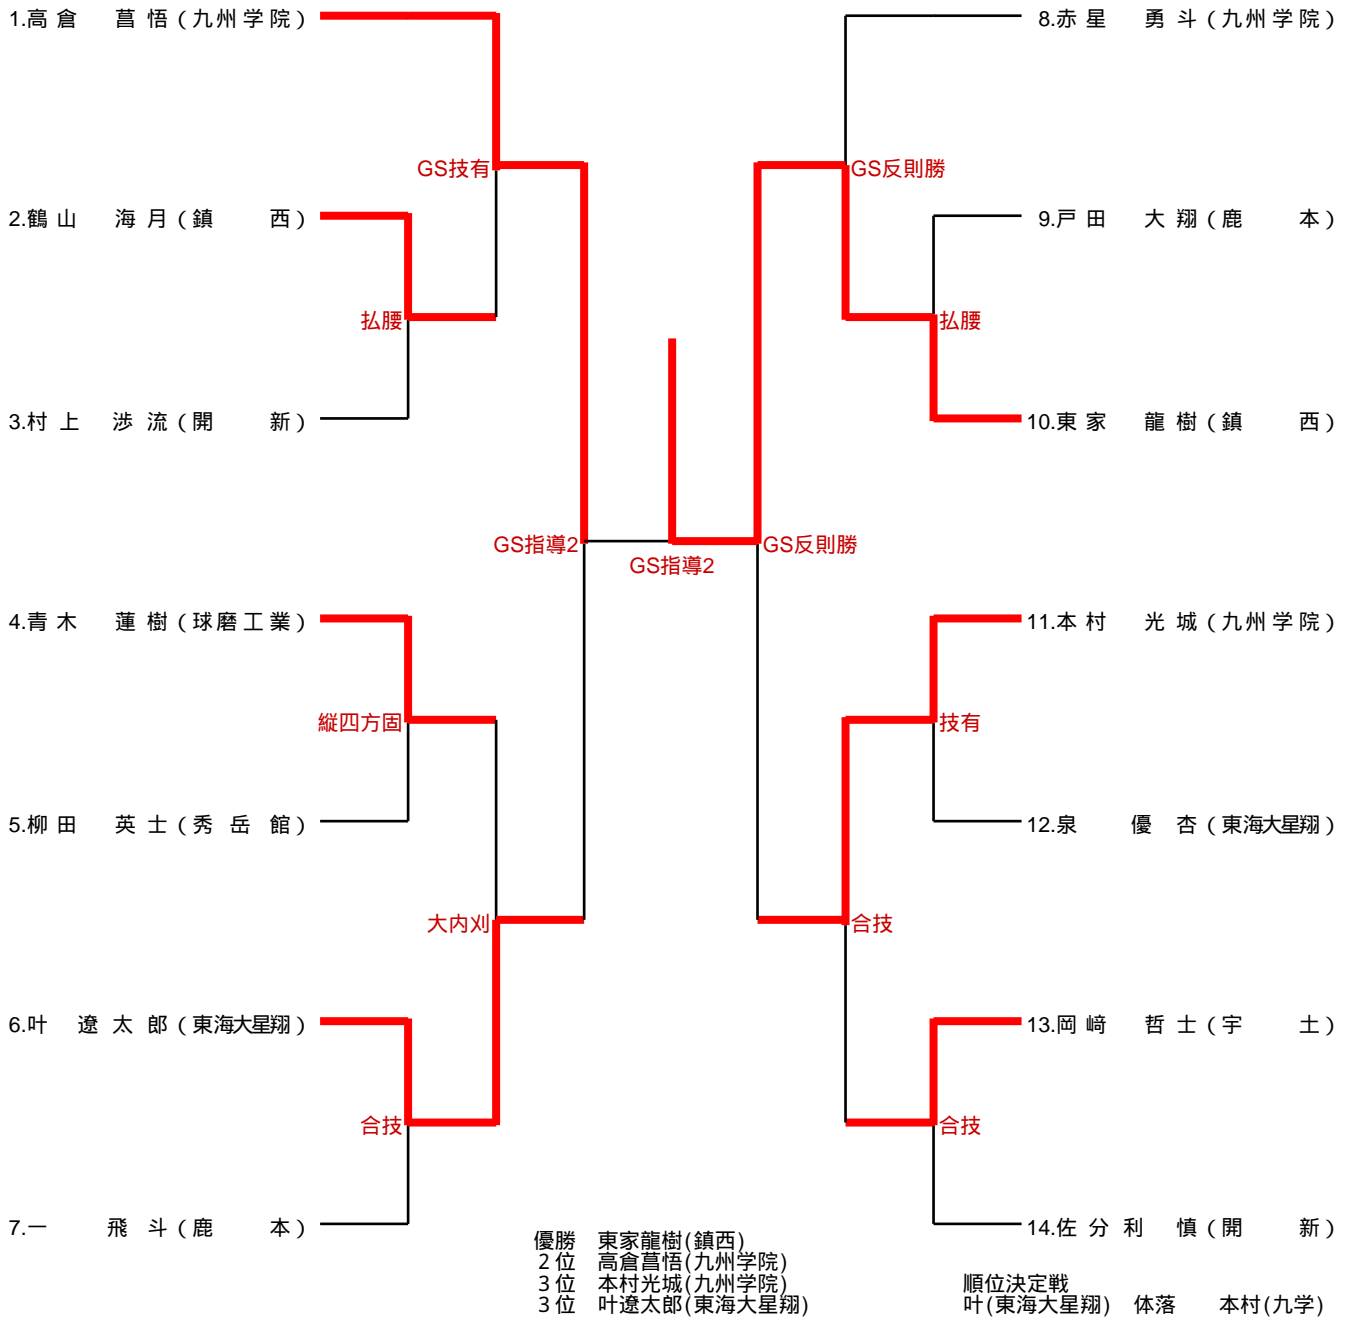 1.高倉 菖悟(九州学院)
GS技有
2.鶴山 海月(鎮 西)
払腰
3.村上 渉流(開 新)
GS指導2
4.青木 蓮樹(球磨工業)
縦四方固
5.柳田 英士(秀岳館)
大内刈
6.叶 遼太郎(東海大星翔)
合技
7.一 飛斗(鹿 本)
GS指導2
8.赤星 勇斗(九州学院)
GS反則勝
9.戸田 大翔(鹿 本)
払腰
10.東家 龍樹(鎮 西)
GS反則勝
11.本村 光城(九州学院)
技有
12.泉 優杏(東海大星翔)
合技
13.岡﨑 哲士(宇 土)
合技
14.佐分利 慎(開 新)
優勝 東家龍樹(鎮西)
2位 高倉菖悟(九州学院)
3位 本村光城(九州学院)
3位 叶遼太郎(東海大星翔)
順位決定戦
叶(東海大星翔) 体落 本村(九学)